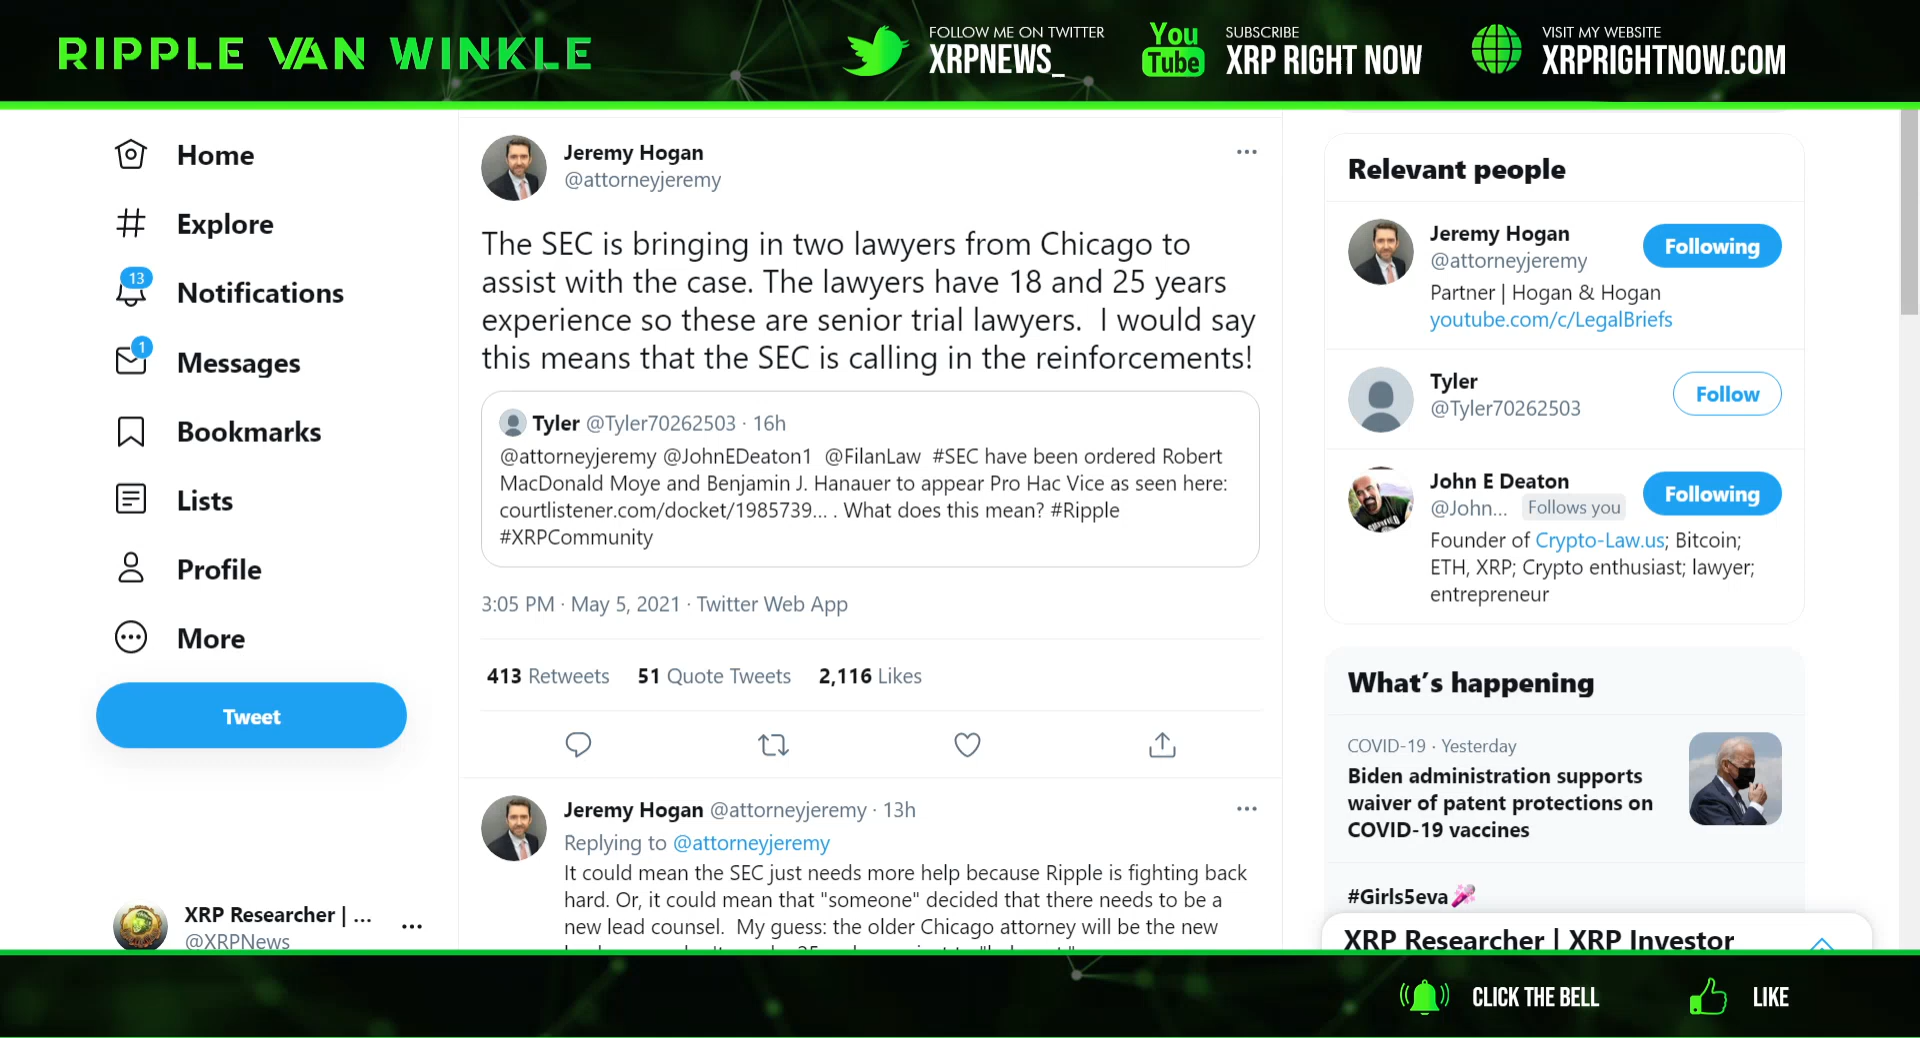 RIPPLE VAN WINKLE
FOLLOW ME ON TWITTER
XRPNEWS_
You
Tube
SUBSCRIBE
XRP RIGHT NOW
VISIT MY WEBSITE
XRPRIGHTNOW.COM
Home
Explore
13
Notifications
1
Messages
Bookmarks
Lists
Profile
More
Tweet
XRP Researcher | ...
@XRPNews
Jeremy Hogan
@attorneyjeremy
The SEC is bringing in two lawyers from Chicago to
assist with the case. The lawyers have 18 and 25 years
experience so these are senior trial lawyers.  I would say
this means that the SEC is calling in the reinforcements!
Tyler @Tyler70262503 · 16h
@attorneyjeremy @JohnEDeaton1  @FilanLaw  #SEC have been ordered Robert
MacDonald Moye and Benjamin J. Hanauer to appear Pro Hac Vice as seen here:
courtlistener.com/docket/1985739... . What does this mean? #Ripple
#XRPCommunity
3:05 PM · May 5, 2021 · Twitter Web App
413 Retweets 51 Quote Tweets 2,116 Likes
Jeremy Hogan @attorneyjeremy · 13h
Replying to @attorneyjeremy
It could mean the SEC just needs more help because Ripple is fighting back
hard. Or, it could mean that "someone" decided that there needs to be a
new lead counsel.  My guess: the older Chicago attorney will be the new
Relevant people
Jeremy Hogan
@attorneyjeremy
Following
Partner | Hogan & Hogan
youtube.com/c/LegalBriefs
Tyler
@Tyler70262503
Follow
John E Deaton
@John... Follows you
Following
Founder of Crypto-Law.us; Bitcoin;
ETH, XRP; Crypto enthusiast; lawyer;
entrepreneur
What's happening
COVID-19 · Yesterday
Biden administration supports
waiver of patent protections on
COVID-19 vaccines
#Girls5eva🎤
XRP Researcher | XRP Investor
CLICK THE BELL
LIKE